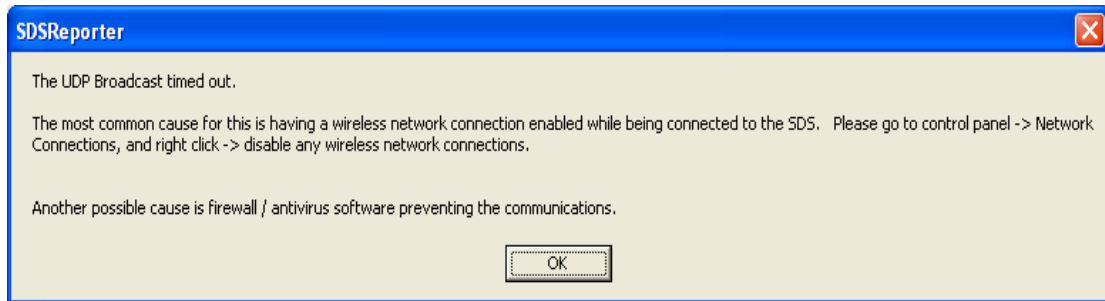 SDSReporter
The UDP Broadcast timed out.
The most common cause for this is having a wireless network connection enabled while being connected to the SDS.   Please go to control panel -> Network
Connections, and right click -> disable any wireless network connections.
Another possible cause is firewall / antivirus software preventing the communications.
OK